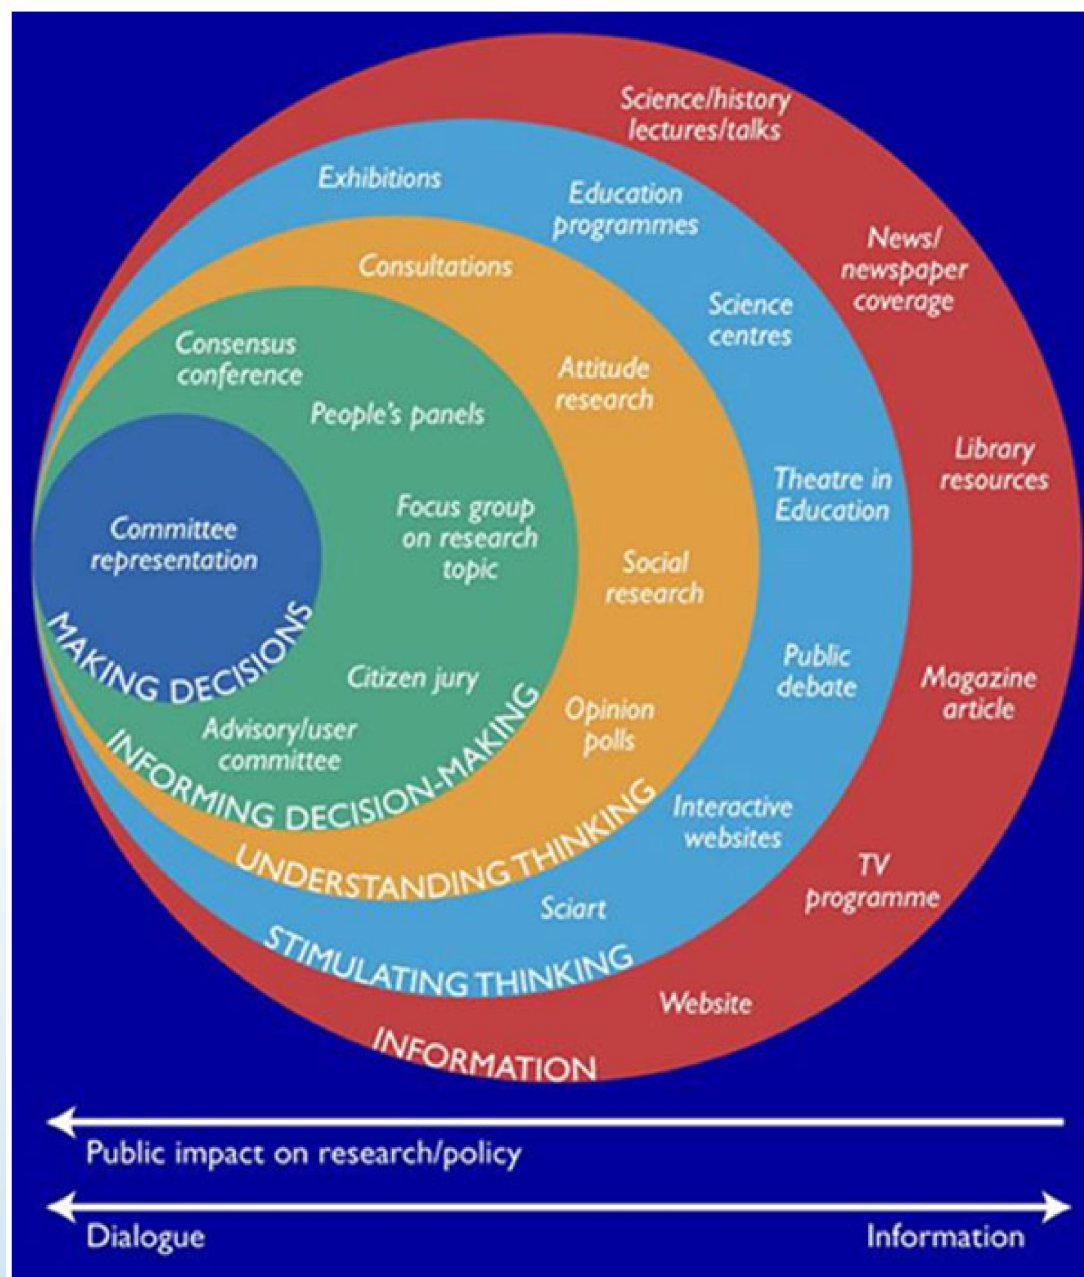 Science/history
lectures/talks
Exhibitions
Education
programmes
News/
newspaper
coverage
Consultations
Science
centres
Consensus
conference
Attitude
research
People's panels
Library
resources
Theatre in
Education
Committee
representation
Focus group
on research
topic
Social
research
MAKING DECISIONS
Citizen jury
Public
debate
Magazine
article
Opinion
polls
Advisory/user
committee
INFORMING DECISION-MAKING
Interactive
websites
UNDERSTANDING THINKING
TV
programme
Sciart
STIMULATING THINKING
Website
INFORMATION
Public impact on research/policy
Dialogue
Information